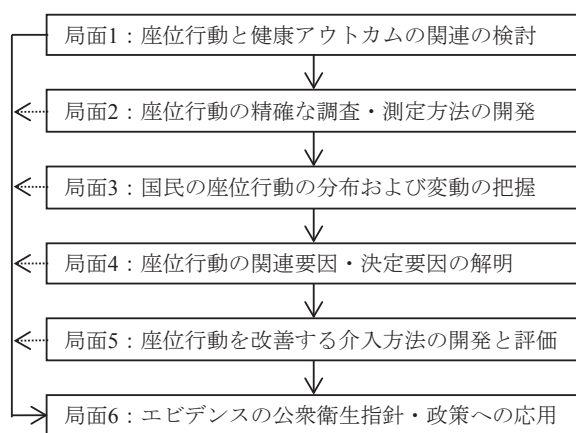 局面1：座位行動と健康アウトカムの関連の検討
局面2：座位行動の精確な調査・測定方法の開発
局面3：国民の座位行動の分布および変動の把握
局面4：座位行動の関連要因・決定要因の解明
局面5：座位行動を改善する介入方法の開発と評価
局面6：エビデンスの公衆衛生指針・政策への応用